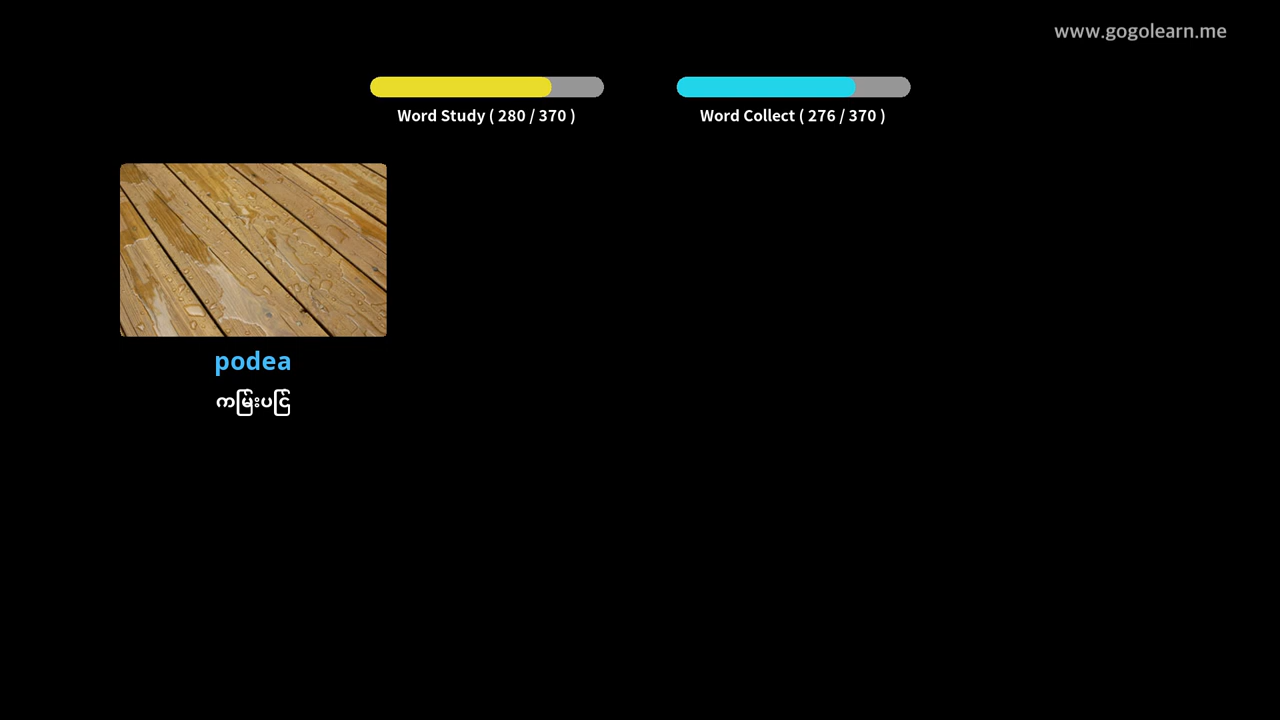 www.gogolearn.me
Word Study ( 280 / 370 )
Word Collect ( 276 / 370 )
podea
ကမ်းပြင်